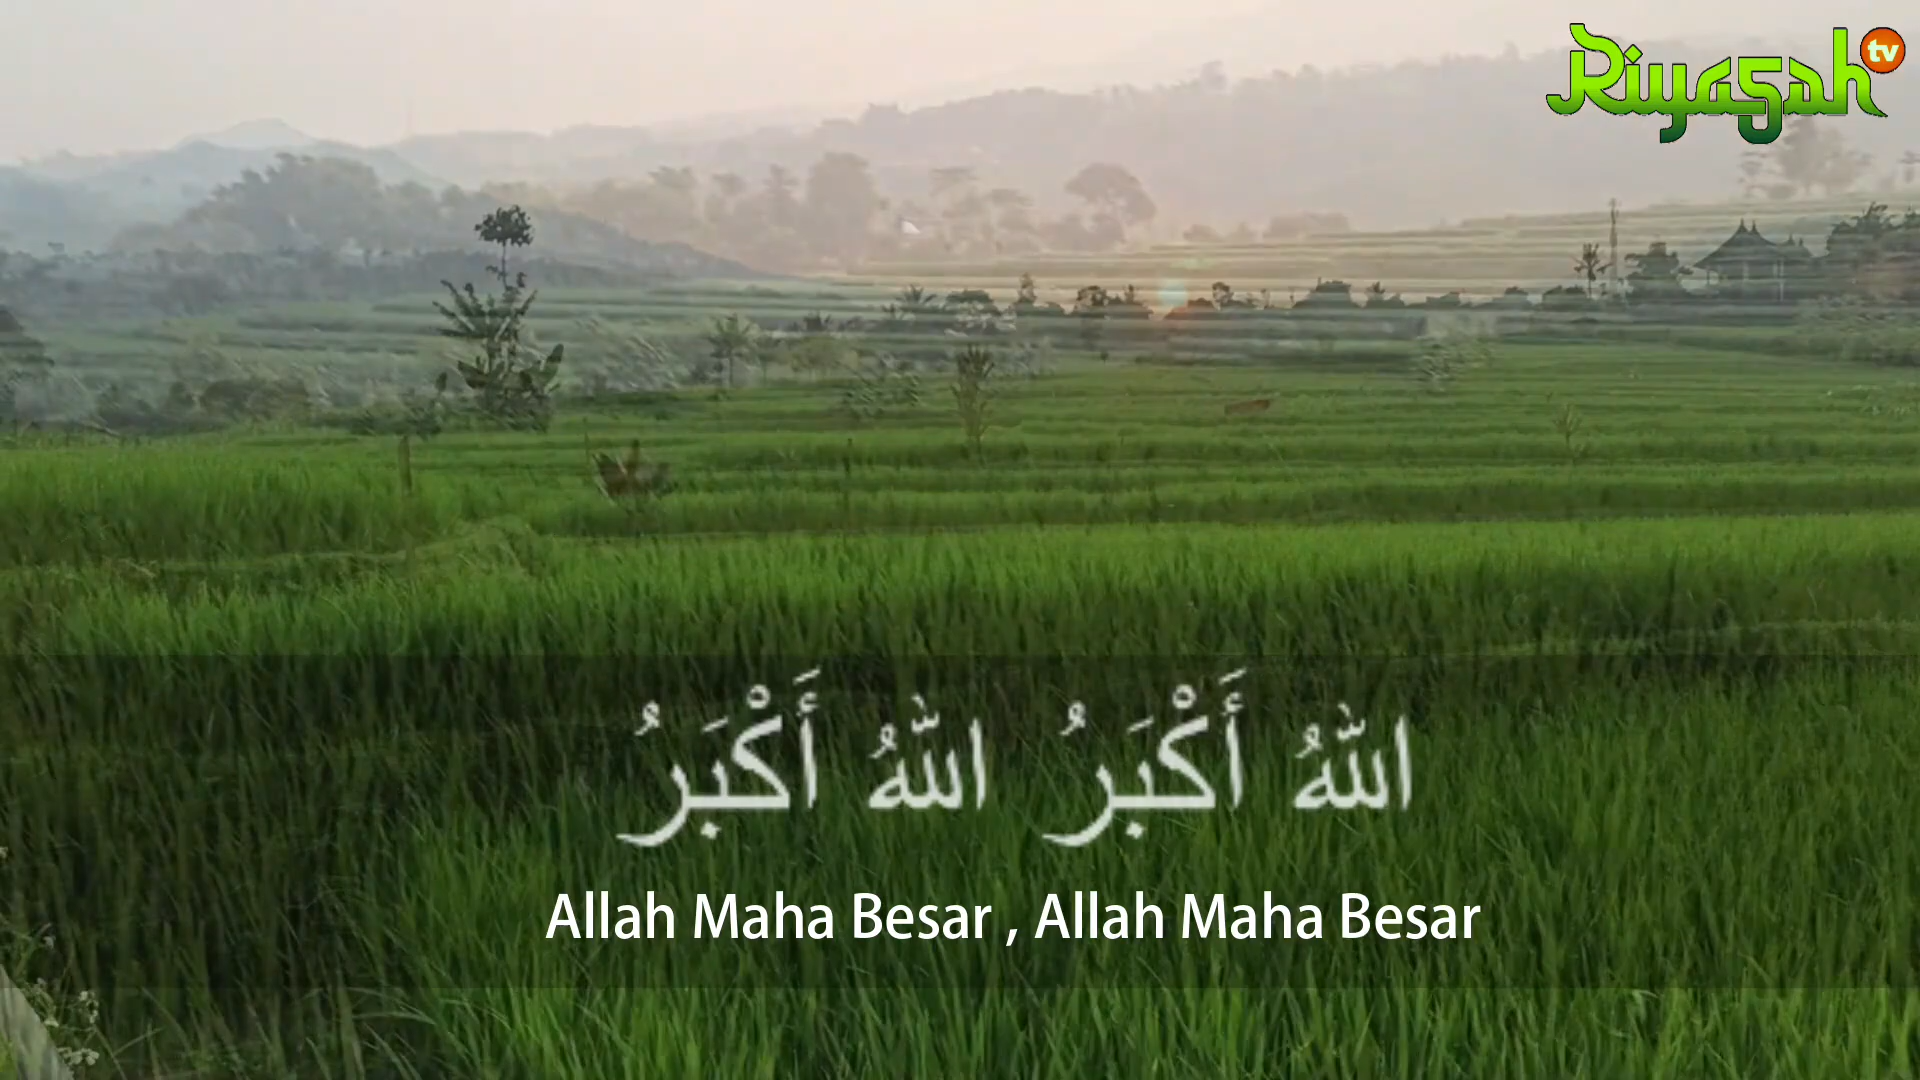 Riyasah tv
اللهُ أَكْبَرُ اللهُ أَكْبَرُ
Allah Maha Besar , Allah Maha Besar